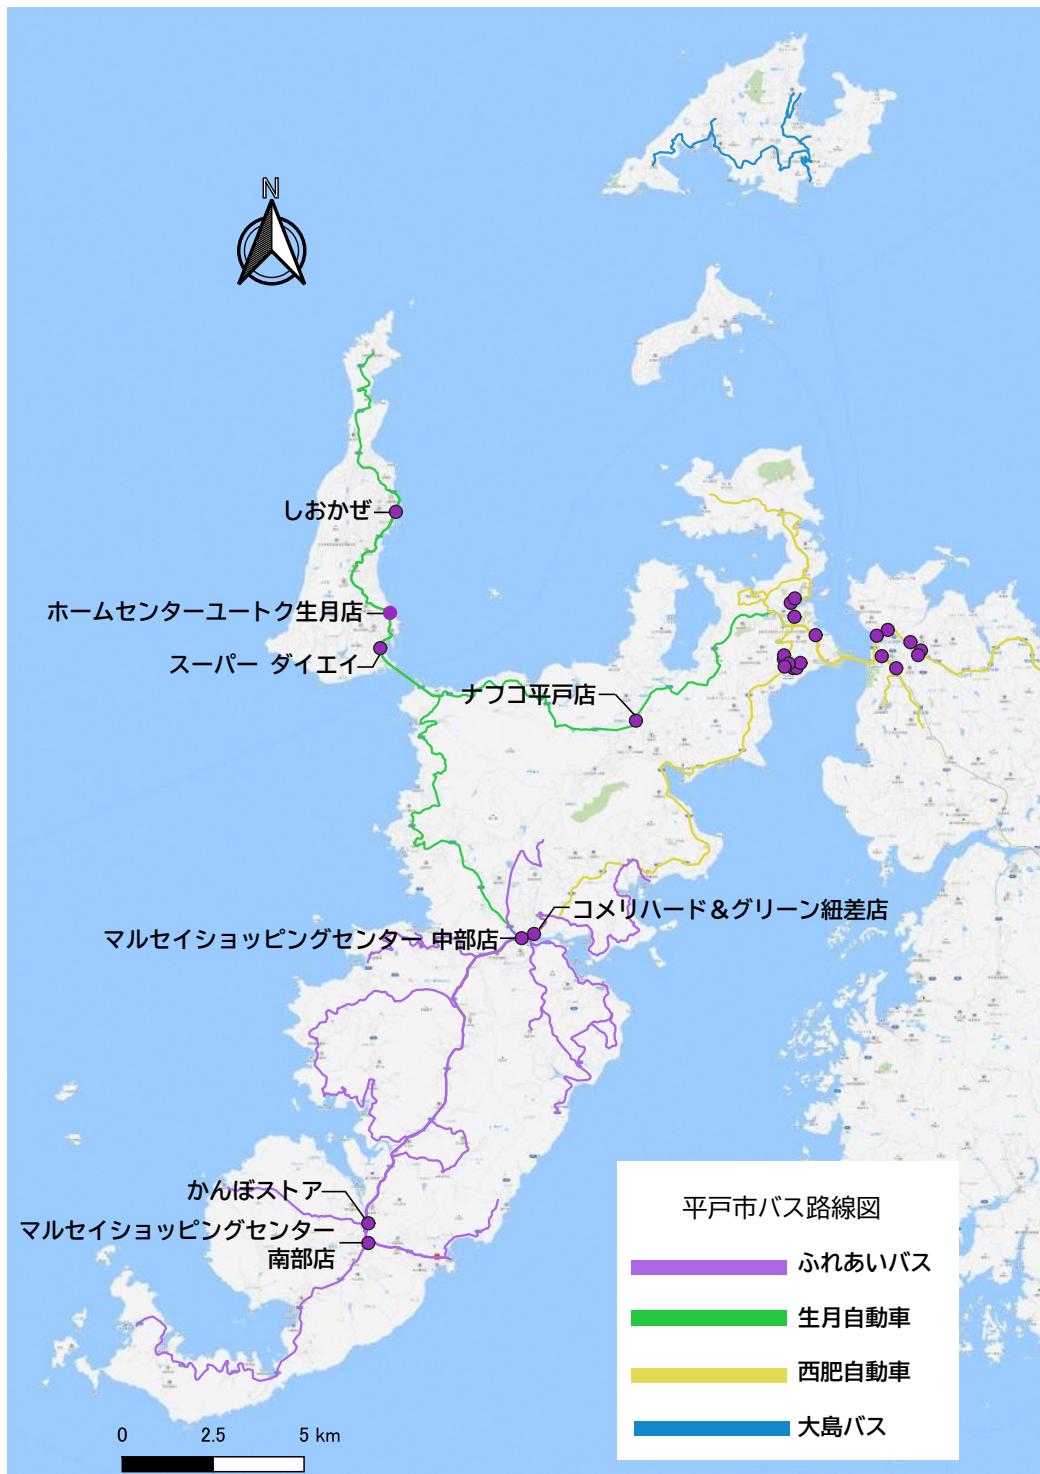 N
しおかぜ
ホームセンターユートク生月店
スーパー ダイエイ
ナフコ平戸店
コメリハード＆グリーン紐差店
マルセイショッピングセンター 中部店
かんぼストア
マルセイショッピングセンター
南部店
平戸市バス路線図
ふれあいバス
生月自動車
西肥自動車
大島バス
0 2.5 5 km